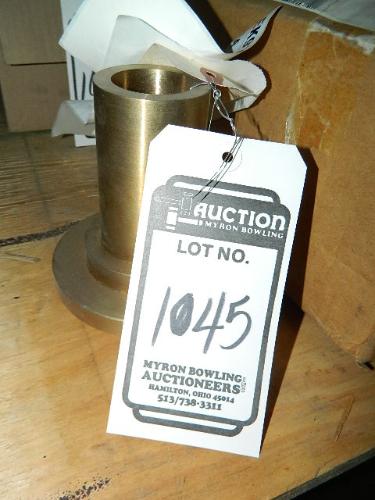 AUCTION
MYRON BOWLING
LOT NO.
1045
MYRON BOWLING
AUCTIONEERS
HAMILTON, OHIO 45014
513/738-3311